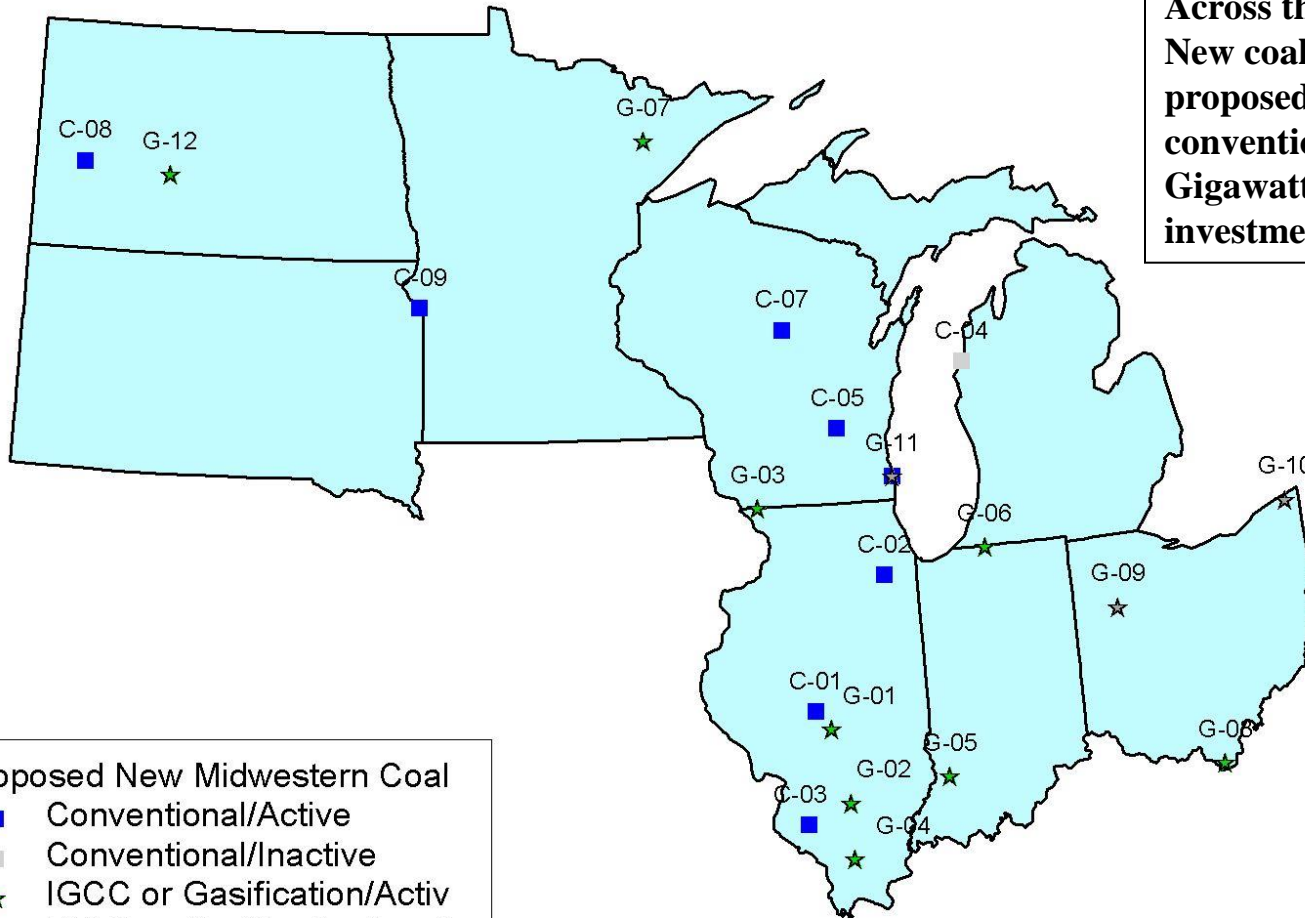 Across th
New coal
proposed
conventio
Gigawatt
investme
G-07
C-08
G-12
C-09
C-07
C-04
C-05
G-11
G-03
G-10
G-06
C-02
G-09
C-01
G-01
G-08
G-05
G-02
C-03
G-04
oposed New Midwestern Coal
Conventional/Active
Conventional/Inactive
IGCC or Gasification/Activ